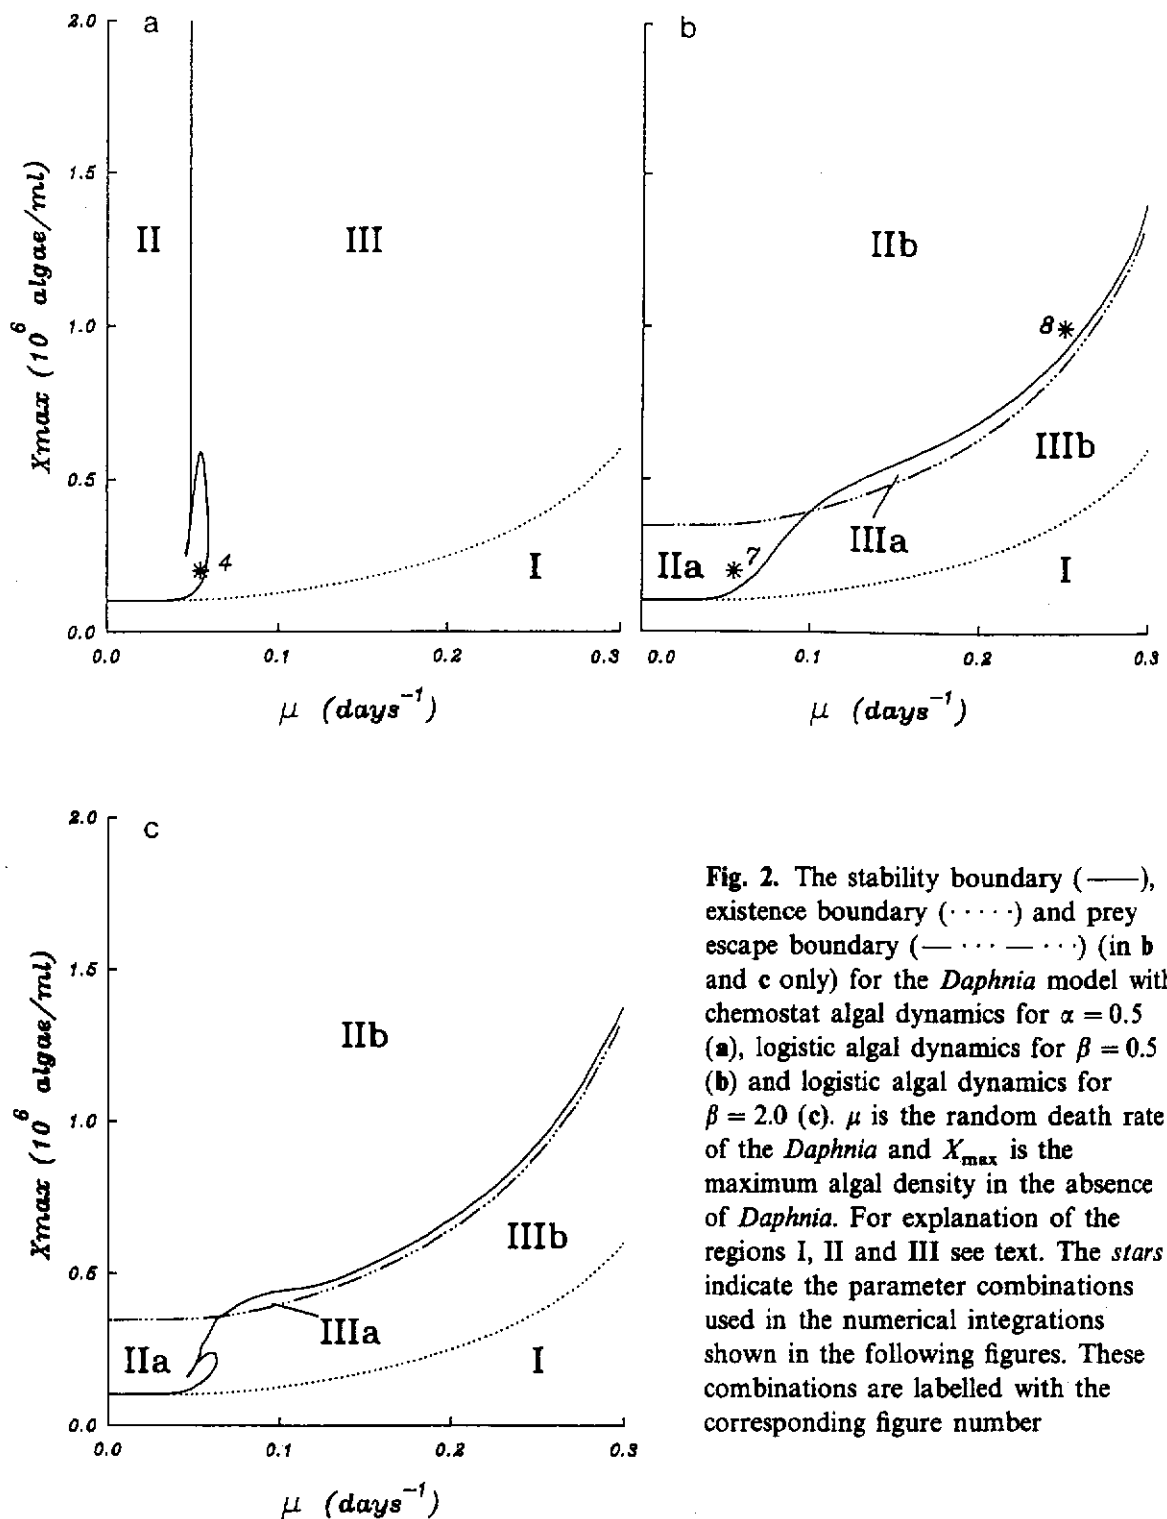 a
2.0
1.5
1.0
0.5
0.0
Xmax (10⁶ algae/ml)
II
III
I
4
0.0 0.1 0.2 0.3
μ (days⁻¹)
b
IIb
8
IIIb
IIIa
IIa
7
I
0.0 0.1 0.2 0.3
μ (days⁻¹)
c
2.0
1.5
1.0
0.5
0.0
Xmax (10⁶ algae/ml)
IIb
IIIb
IIIa
IIa
I
0.0 0.1 0.2 0.3
μ (days⁻¹)
Fig. 2. The stability boundary (——),
existence boundary (· · · · ·) and prey
escape boundary (— ··· — ···) (in b
and c only) for the Daphnia model with
chemostat algal dynamics for α = 0.5
(a), logistic algal dynamics for β = 0.5
(b) and logistic algal dynamics for
β = 2.0 (c). μ is the random death rate
of the Daphnia and Xmax is the
maximum algal density in the absence
of Daphnia. For explanation of the
regions I, II and III see text. The stars
indicate the parameter combinations
used in the numerical integrations
shown in the following figures. These
combinations are labelled with the
corresponding figure number